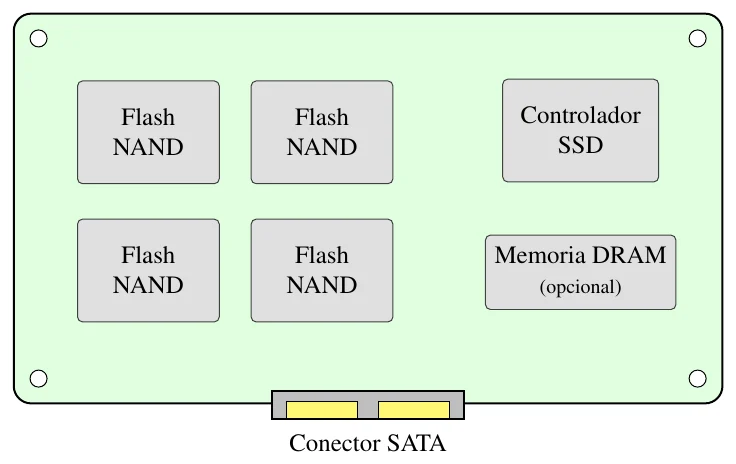 Flash
NAND
Flash
NAND
Controlador
SSD
Flash
NAND
Flash
NAND
Memoria DRAM
(opcional)
Conector SATA